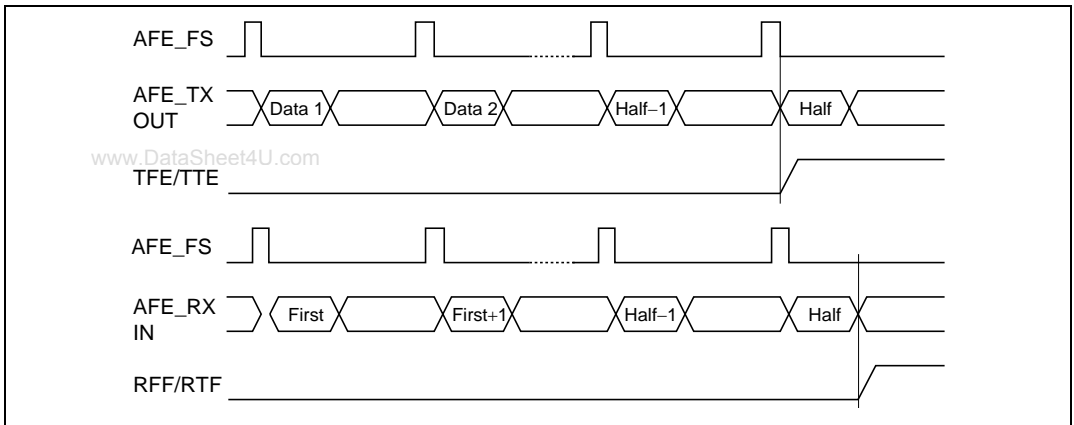 AFE_FS
AFE_TX
OUT
Data 1
Data 2
Half−1
Half
www.DataSheet4U.com
TFE/TTE
AFE_FS
AFE_RX
IN
First
First+1
Half−1
Half
RFF/RTF